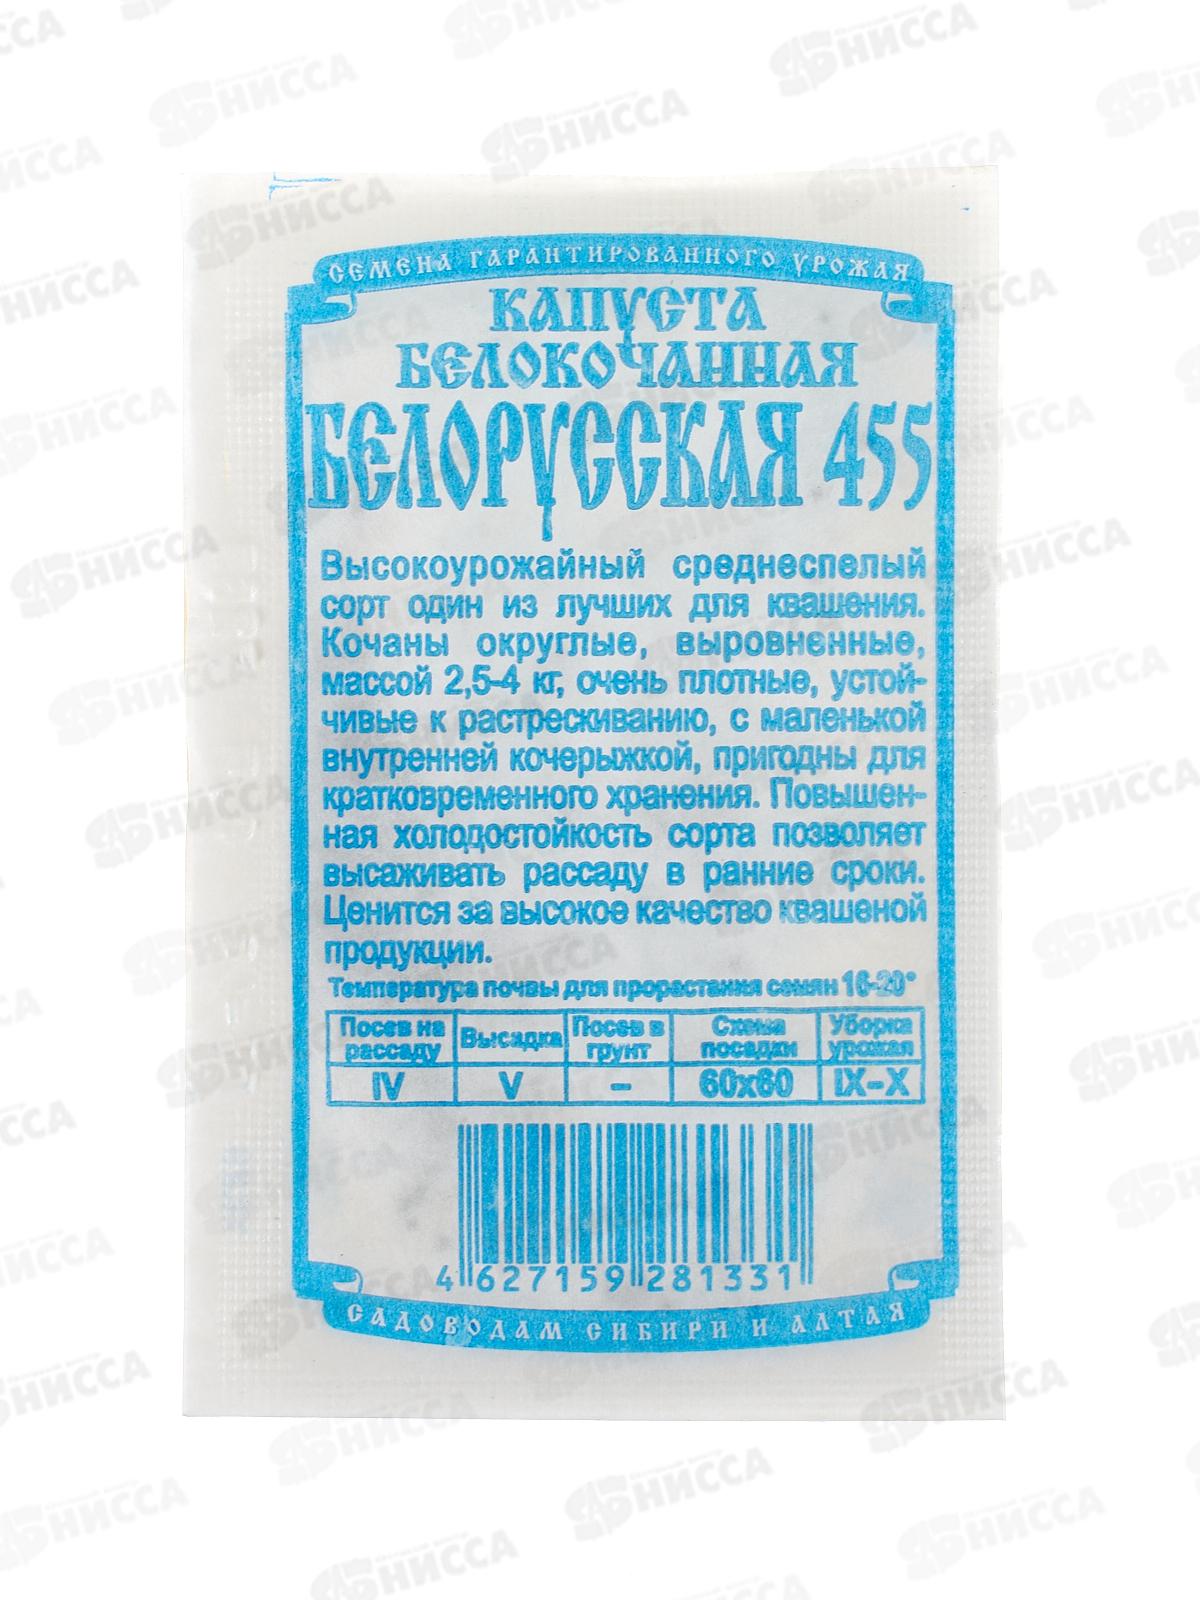 СЕМЕНА ГАРАНТИРОВАННОГО УРОЖАЯ
КАПУСТА
БЕЛОКОЧАННАЯ
БЕЛОРУССКАЯ 455
Высокоурожайный среднеспелый
сорт один из лучших для квашения.
Кочаны округлые, выровненные,
массой 2,5-4 кг, очень плотные, устой-
чивые к растрескиванию, с маленькой
внутренней кочерыжкой, пригодны для
кратковременного хранения. Повышен-
ная холодостойкость сорта позволяет
высаживать рассаду в ранние сроки.
Ценится за высокое качество квашеной
продукции.
Температура почвы для прорастания семян 16-20°
Посев на рассаду Высадка Посев в грунт Схема посадки Уборка урожая
IV V – 60х60 IX–X
4 627159 281331
САДОВОДАМ СИБИРИ И АЛТАЯ
НИССА